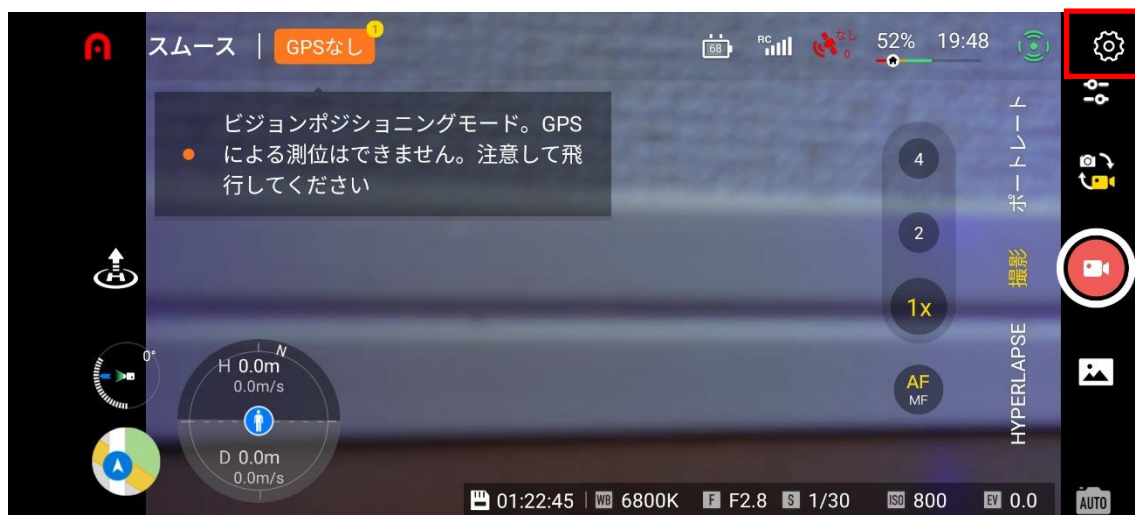 スムース | GPSなし 1
68 RC なし 0 52% 19:48
ビジョンポジショニングモード。GPS
による測位はできません。注意して飛
行してください
ポートレート
撮影
HYPERLAPSE
4
2
1x
AF
MF
0°
N
H 0.0m
0.0m/s
D 0.0m
0.0m/s
01:22:45 | WB 6800K F F2.8 S 1/30 ISO 800 EV 0.0
AUTO